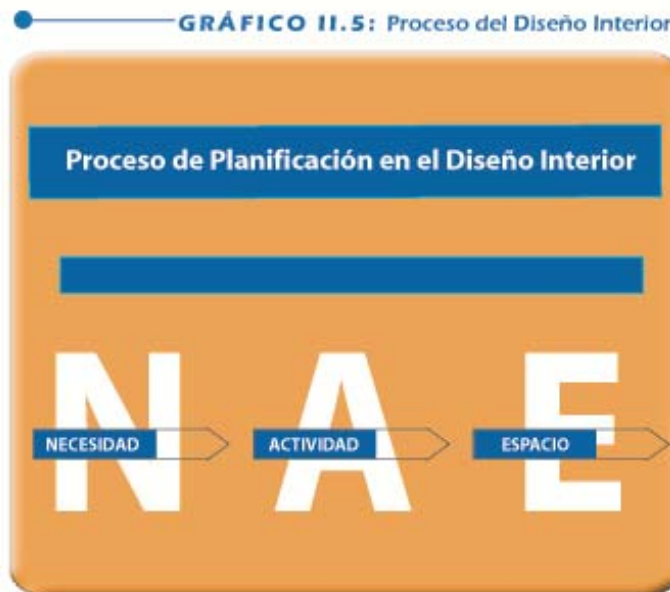 GRÁFICO II.5: Proceso del Diseño Interior
Proceso de Planificación en el Diseño Interior
N A E
NECESIDAD ACTIVIDAD ESPACIO